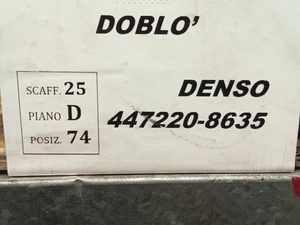 DOBLO'
SCAFF. 25
PIANO D
POSIZ. 74
DENSO
447220-8635